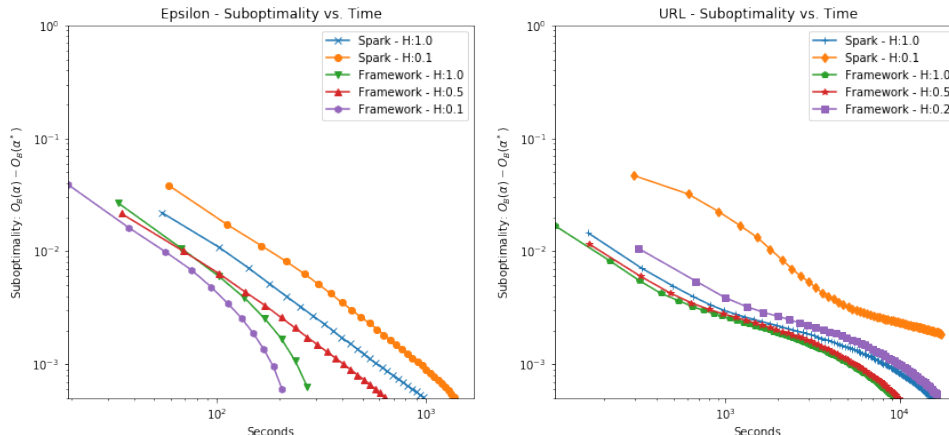 Epsilon - Suboptimality vs. Time
10⁰
10⁻¹
10⁻²
10⁻³
Suboptimality: O_B(α) − O_B(α*)
Spark - H:1.0
Spark - H:0.1
Framework - H:1.0
Framework - H:0.5
Framework - H:0.1
10²
10³
Seconds
URL - Suboptimality vs. Time
10⁰
10⁻¹
10⁻²
10⁻³
Suboptimality: O_B(α) − O_B(α*)
Spark - H:1.0
Spark - H:0.1
Framework - H:1.0
Framework - H:0.5
Framework - H:0.2
10³
10⁴
Seconds